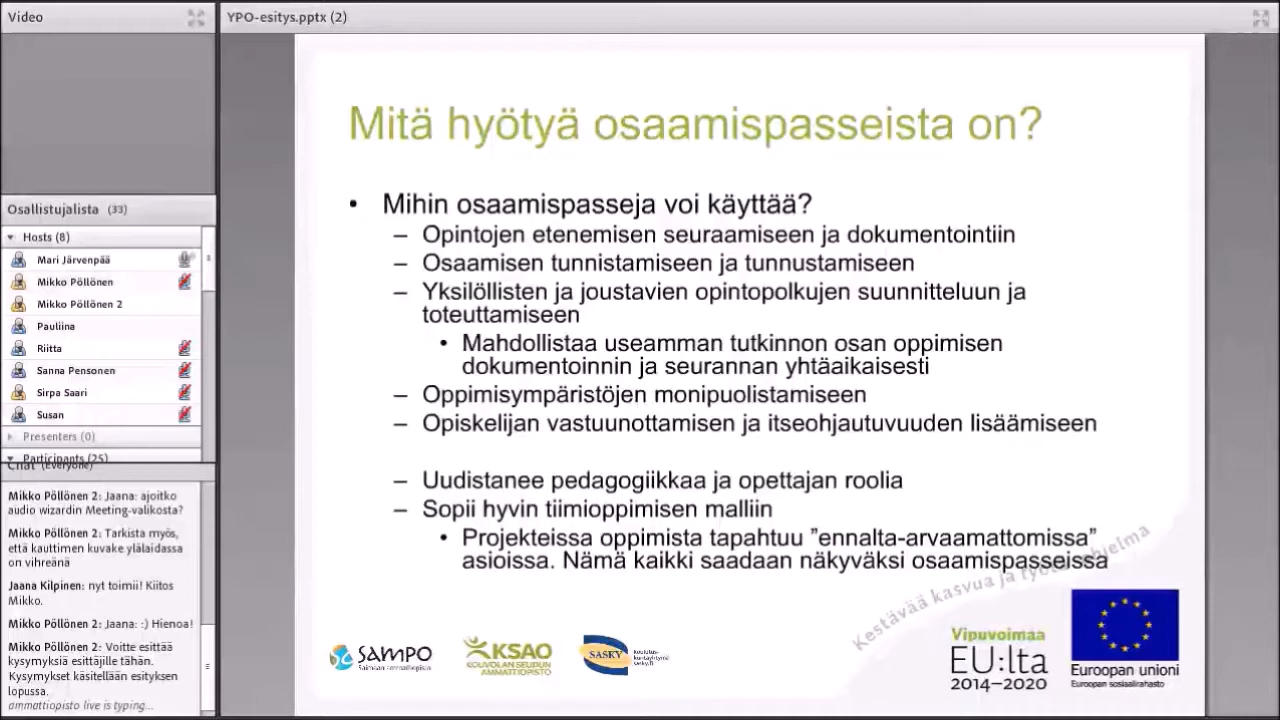 Video
YPO-esitys.pptx (2)
Osallistujalista (33)
Hosts (8)
Mari Järvenpää
Mikko Pöllönen
Mikko Pöllönen 2
Pauliina
Riitta
Sanna Pensonen
Sirpa Saari
Susan
Presenters (0)
Participants (25)
Chat (Everyone)
Mikko Pöllönen 2: Jaana: ajoitko
audio wizardin Meeting-valikosta?
Mikko Pöllönen 2: Tarkista myös,
että kauttimen kuvake ylälaidassa
on vihreänä
Jaana Kilpinen: nyt toimii! Kiitos
Mikko.
Mikko Pöllönen 2: Jaana: :) Hienoa!
Mikko Pöllönen 2: Voitte esittää
kysymyksiä esittäjille tähän.
Kysymykset käsitellään esityksen
lopussa.
ammattiopisto live is typing...
Mitä hyötyä osaamispasseista on?
• Mihin osaamispasseja voi käyttää?
– Opintojen etenemisen seuraamiseen ja dokumentointiin
– Osaamisen tunnistamiseen ja tunnustamiseen
– Yksilöllisten ja joustavien opintopolkujen suunnitteluun ja
toteuttamiseen
• Mahdollistaa useamman tutkinnon osan oppimisen
dokumentoinnin ja seurannan yhtäaikaisesti
– Oppimisympäristöjen monipuolistamiseen
– Opiskelijan vastuunottamisen ja itseohjautuvuuden lisäämiseen
– Uudistanee pedagogiikkaa ja opettajan roolia
– Sopii hyvin tiimioppimisen malliin
• Projekteissa oppimista tapahtuu ”ennalta-arvaamattomissa”
asioissa. Nämä kaikki saadaan näkyväksi osaamispasseissa
Kestävää kasvua ja työtä -ohjelma
SAMPO
Saimaan ammattiopisto
KSAO
KOUVOLAN SEUDUN
AMMATTIOPISTO
SASKY
koulutus-
kuntayhtymä
sasky.fi
Vipuvoimaa
EU:lta
2014–2020
Euroopan unioni
Euroopan sosiaalirahasto